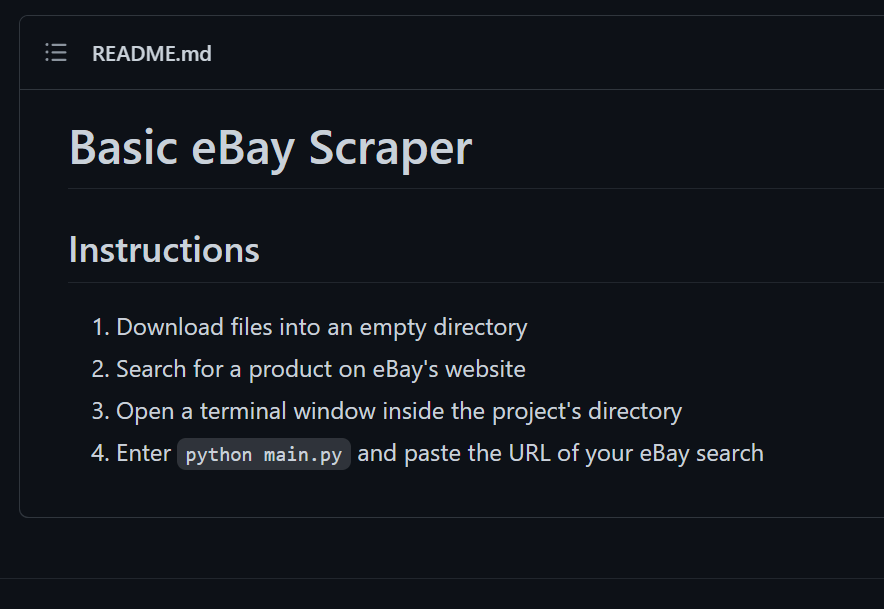 README.md
Basic eBay Scraper
Instructions
1. Download files into an empty directory
2. Search for a product on eBay's website
3. Open a terminal window inside the project's directory
4. Enter python main.py and paste the URL of your eBay search